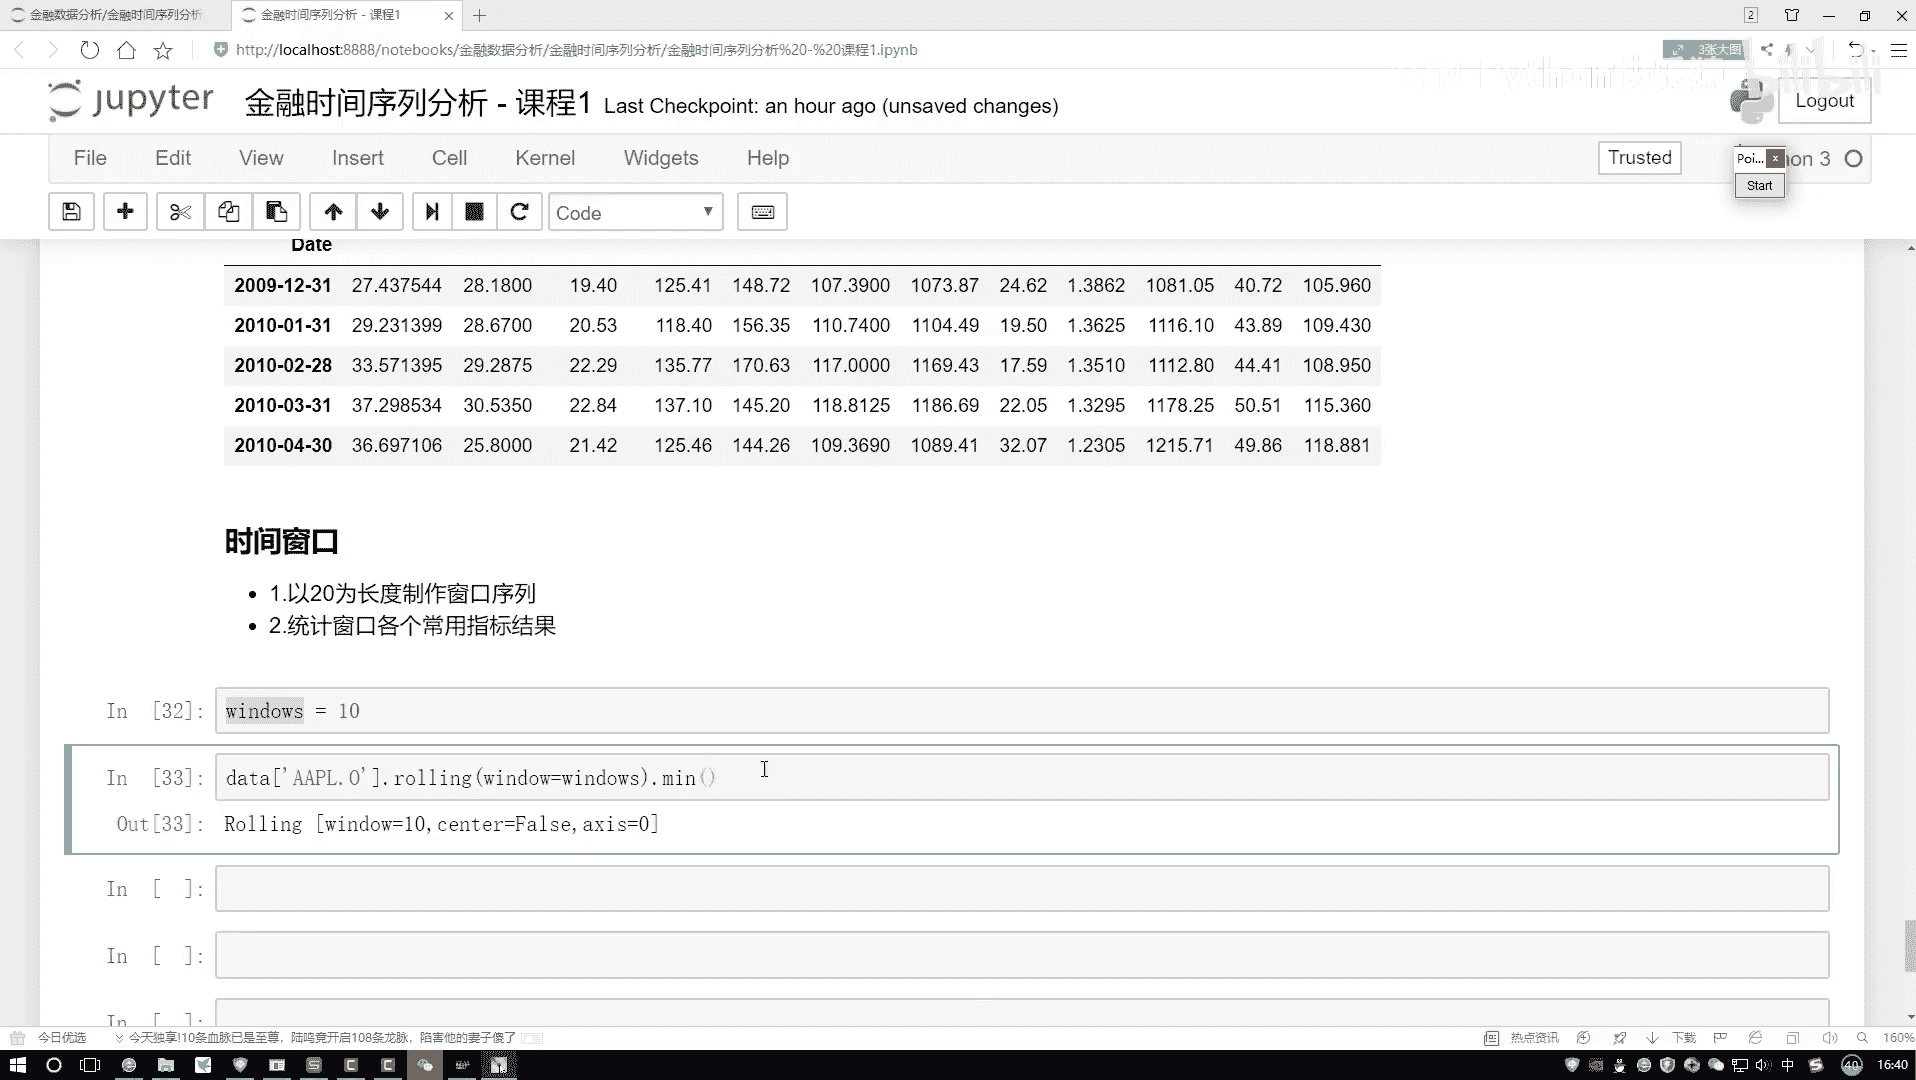 金融数据分析/金融时间序列分析
金融时间序列分析 - 课程1
2
http://localhost:8888/notebooks/金融数据分析/金融时间序列分析/金融时间序列分析%20-%20课程1.ipynb
3张大图
bilibili
jupyter 金融时间序列分析 - 课程1 Last Checkpoint: an hour ago (unsaved changes)
Logout
File Edit View Insert Cell Kernel Widgets Help
Trusted
Poi... x
on 3
Start
Code
Date
2009-12-31 27.437544 28.1800 19.40 125.41 148.72 107.3900 1073.87 24.62 1.3862 1081.05 40.72 105.960
2010-01-31 29.231399 28.6700 20.53 118.40 156.35 110.7400 1104.49 19.50 1.3625 1116.10 43.89 109.430
2010-02-28 33.571395 29.2875 22.29 135.77 170.63 117.0000 1169.43 17.59 1.3510 1112.80 44.41 108.950
2010-03-31 37.298534 30.5350 22.84 137.10 145.20 118.8125 1186.69 22.05 1.3295 1178.25 50.51 115.360
2010-04-30 36.697106 25.8000 21.42 125.46 144.26 109.3690 1089.41 32.07 1.2305 1215.71 49.86 118.881
时间窗口
1.以20为长度制作窗口序列
2.统计窗口各个常用指标结果
In [32]: windows = 10
In [33]: data['AAPL.O'].rolling(window=windows).min()
Out[33]: Rolling [window=10,center=False,axis=0]
In [ ]:
In [ ]:
In [ ]:
今日优选 今天独享!10条血脉已是至尊，陆鸣竟开启108条龙脉，陷害他的妻子傻了
热点资讯 下载 160%
中 40 16:40